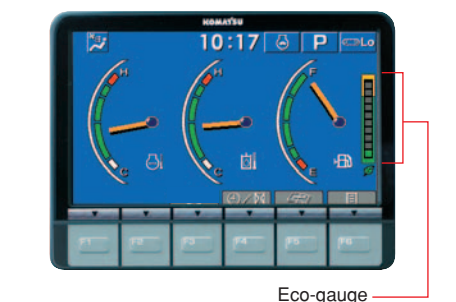 KOMATSU
10:17 P Lo
H H F
C C E
F1 F2 F3 F4 F5 F6
Eco-gauge